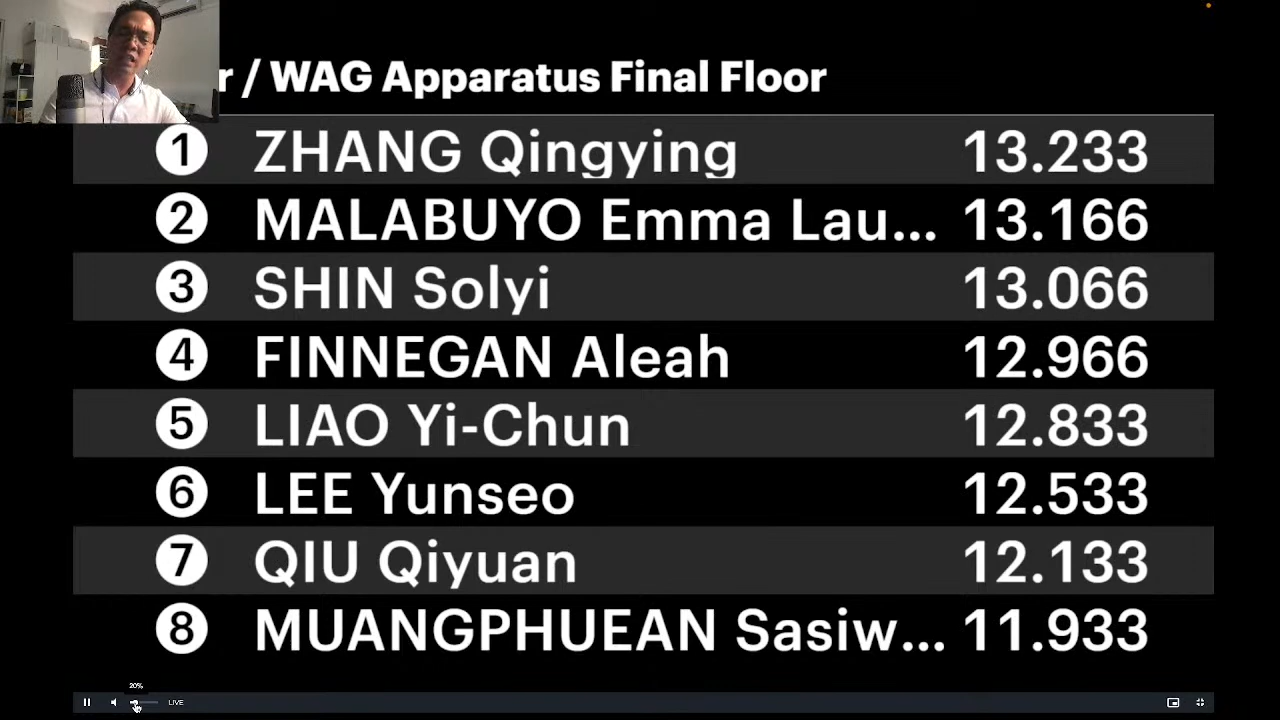 r / WAG Apparatus Final Floor
1 ZHANG Qingying 13.233
2 MALABUYO Emma Lau... 13.166
3 SHIN Solyi 13.066
4 FINNEGAN Aleah 12.966
5 LIAO Yi-Chun 12.833
6 LEE Yunseo 12.533
7 QIU Qiyuan 12.133
8 MUANGPHUEAN Sasiw... 11.933
20%
LIVE